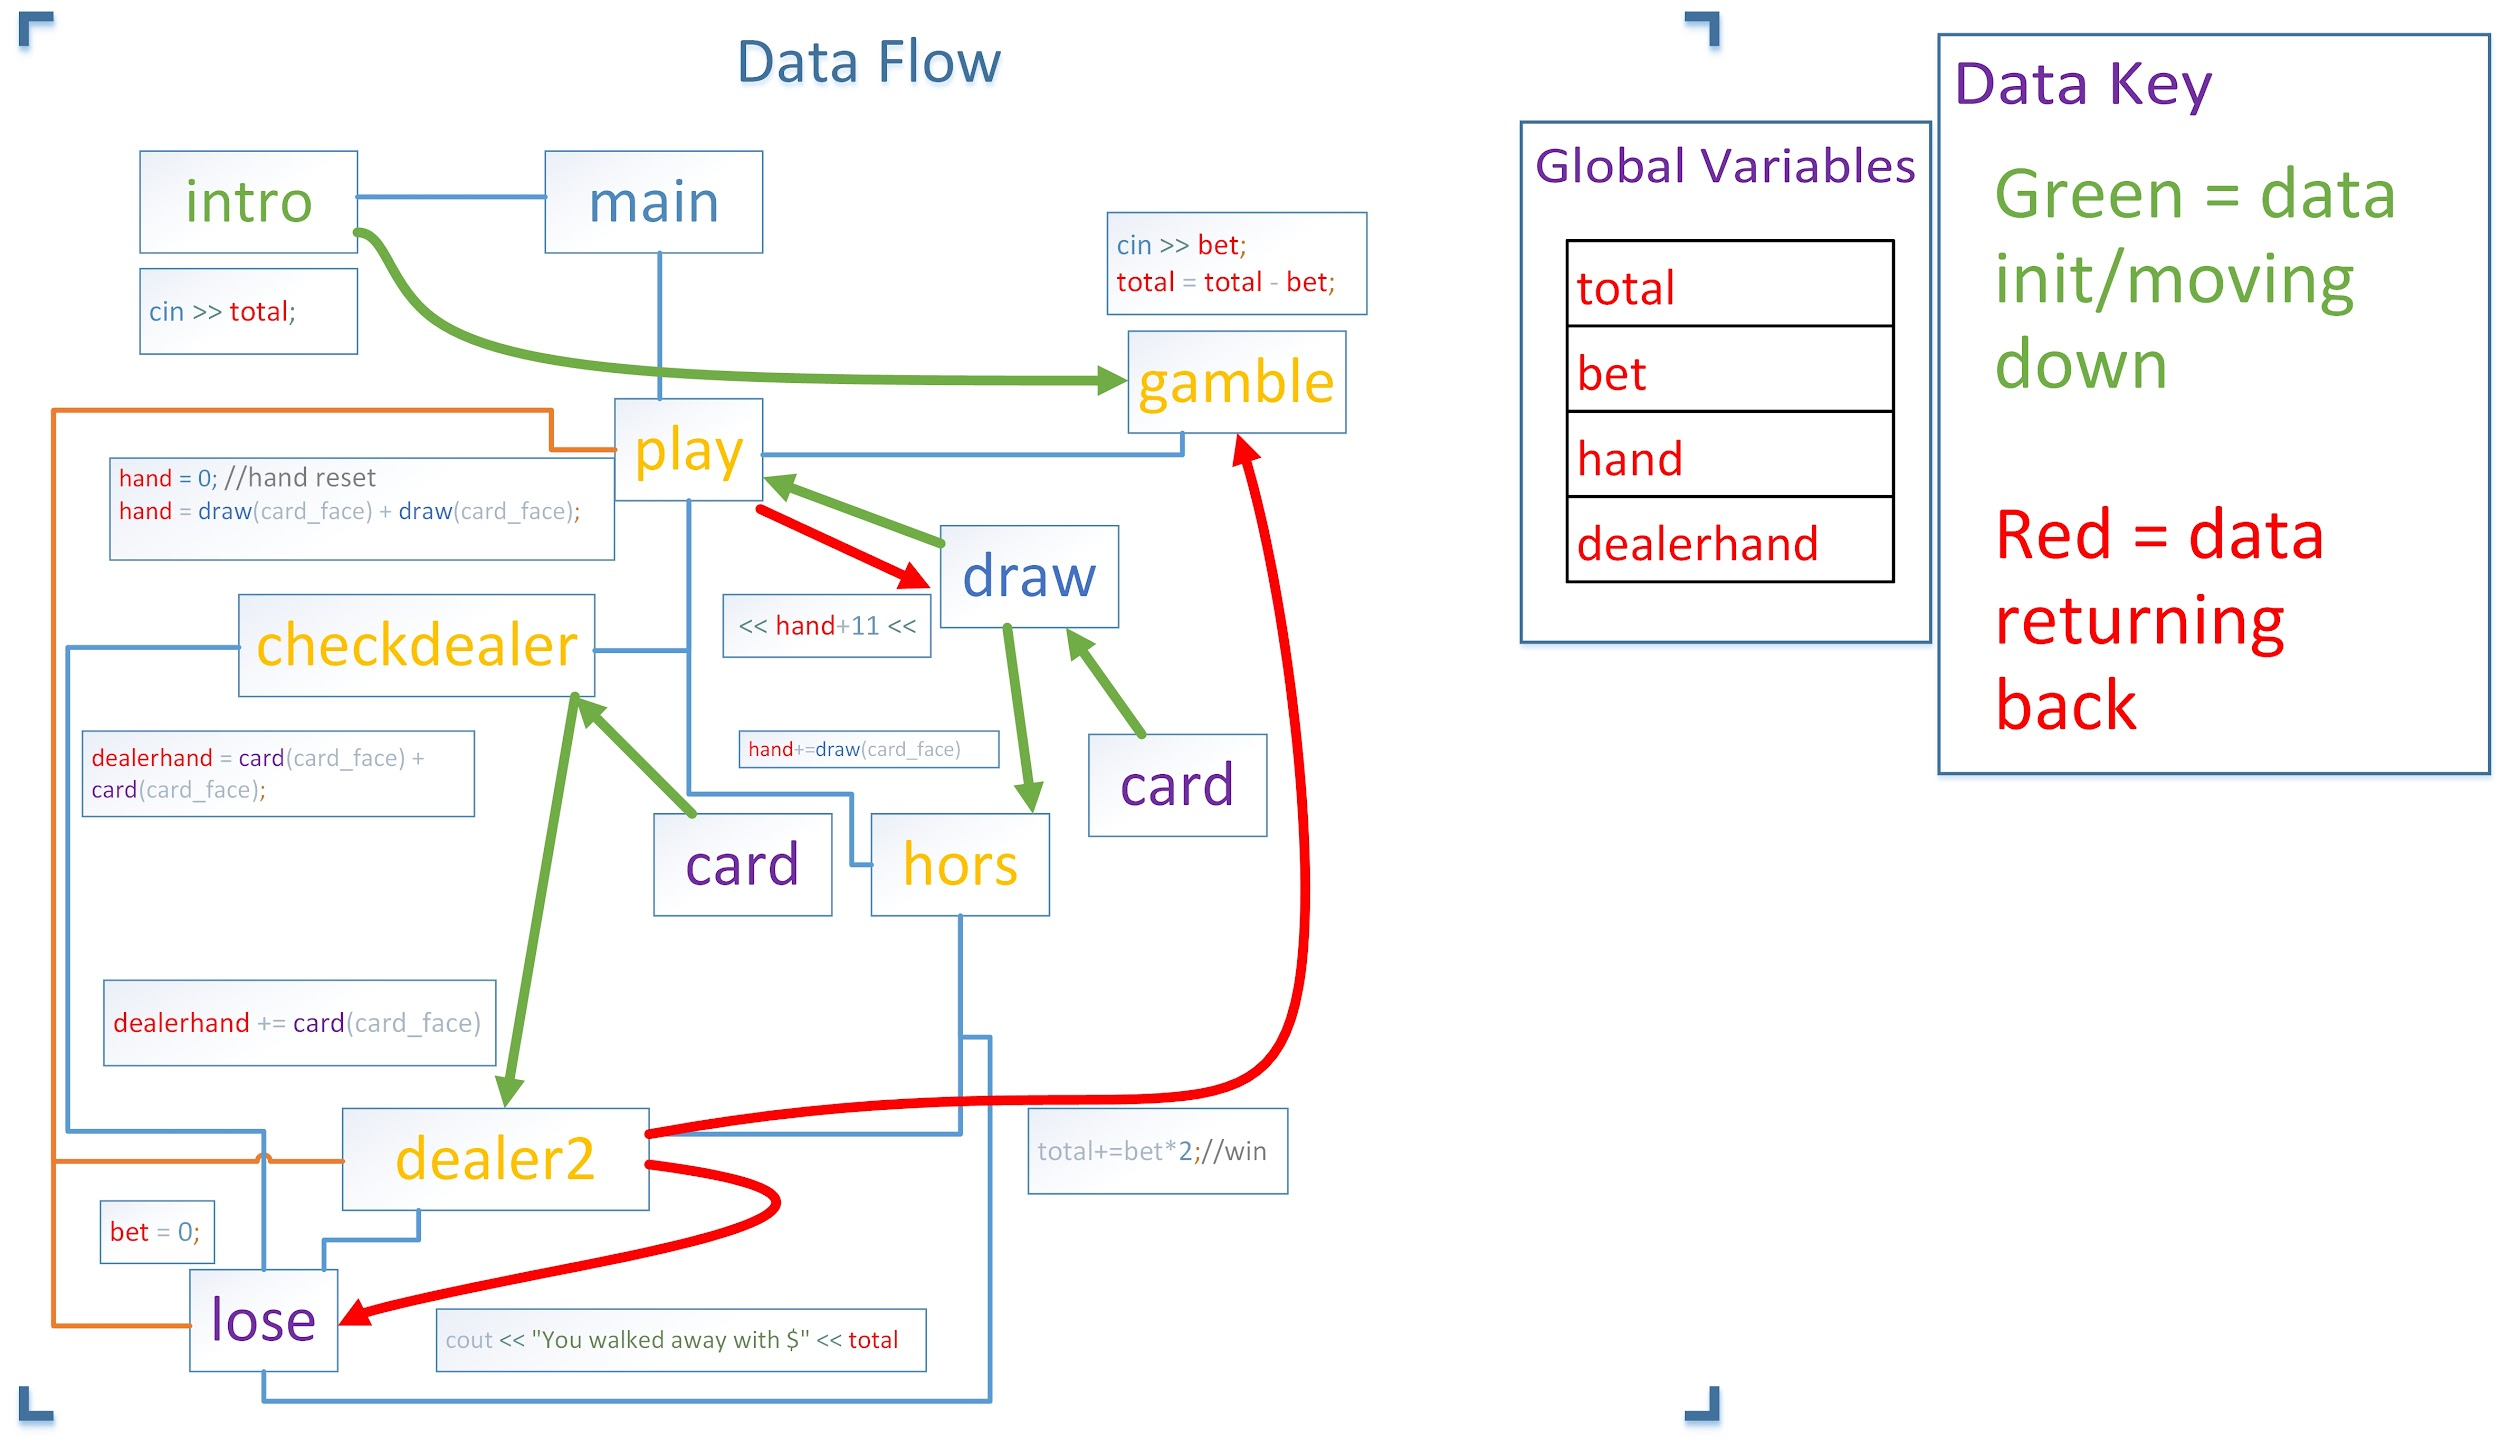 Data Flow
intro
main
cin >> total;
cin >> bet;
total = total - bet;
gamble
play
hand = 0; //hand reset
hand = draw(card_face) + draw(card_face);
draw
<< hand+11 <<
checkdealer
dealerhand = card(card_face) +
card(card_face);
hand+=draw(card_face)
card
card
hors
dealerhand += card(card_face)
dealer2
total+=bet*2;//win
bet = 0;
lose
cout << "You walked away with $" << total
Global Variables
total
bet
hand
dealerhand
Data Key
Green = data
init/moving
down
Red = data
returning
back